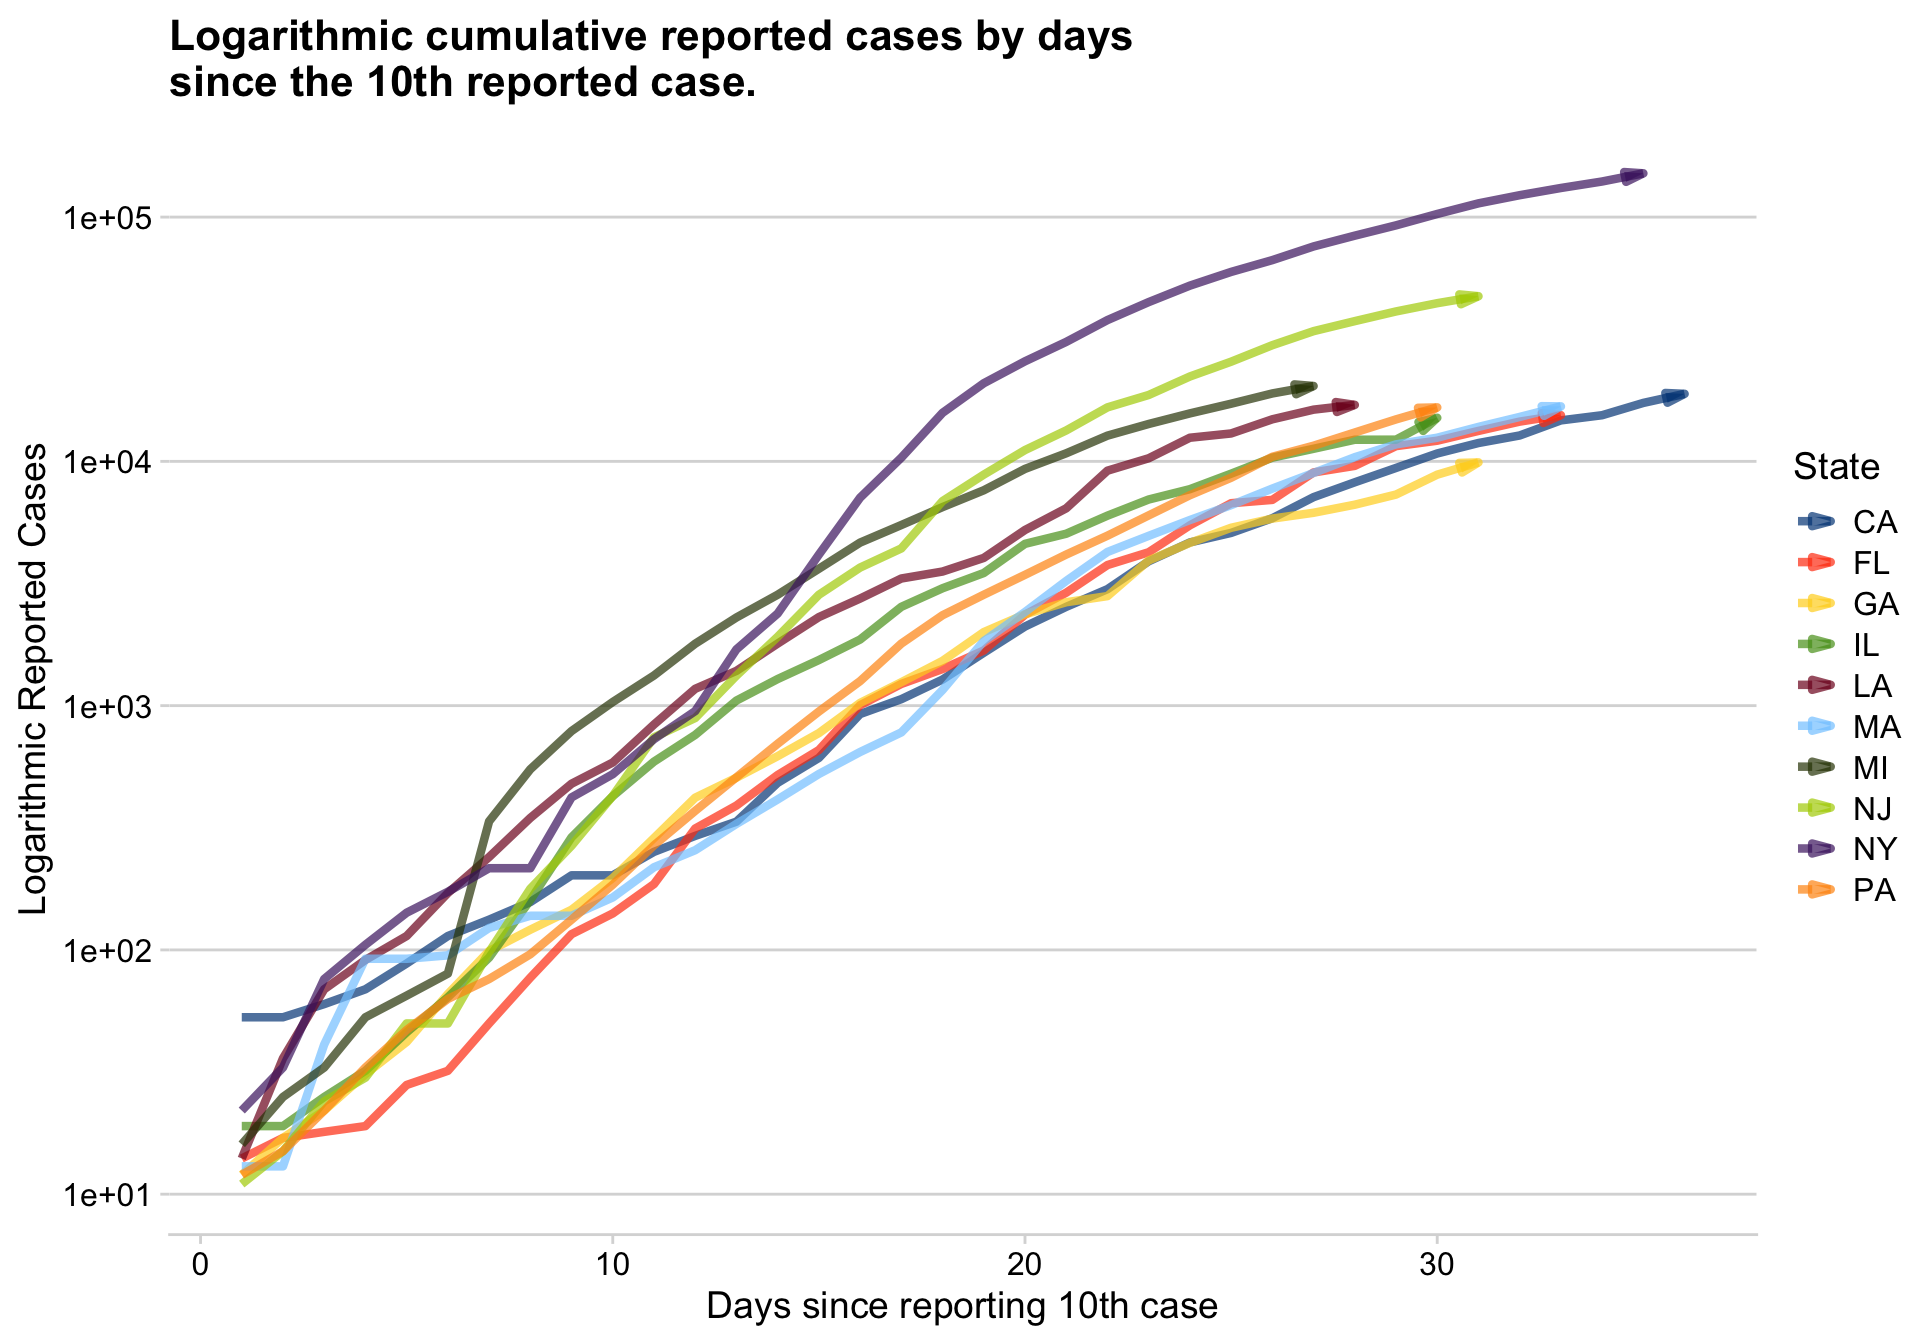 Logarithmic cumulative reported cases by days
since the 10th reported case.
Logarithmic Reported Cases
1e+05
1e+04
1e+03
1e+02
1e+01
0
10
20
30
Days since reporting 10th case
State
CA
FL
GA
IL
LA
MA
MI
NJ
NY
PA